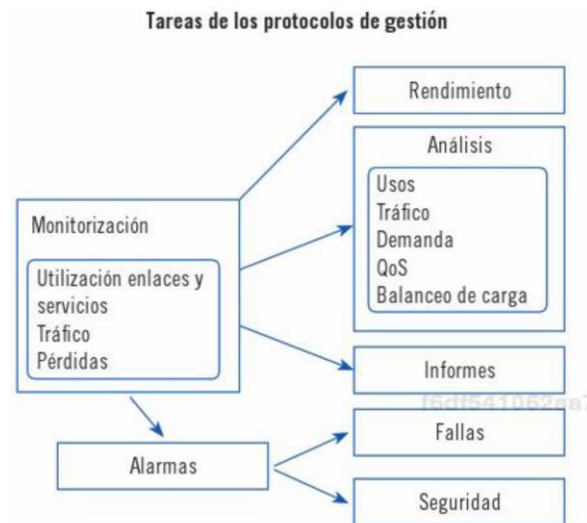 Tareas de los protocolos de gestión
Rendimiento
Análisis
Usos
Tráfico
Demanda
QoS
Balanceo de carga
Monitorización
Utilización enlaces y
servicios
Tráfico
Pérdidas
Informes
f6df541062aa7
Alarmas
Fallas
Seguridad